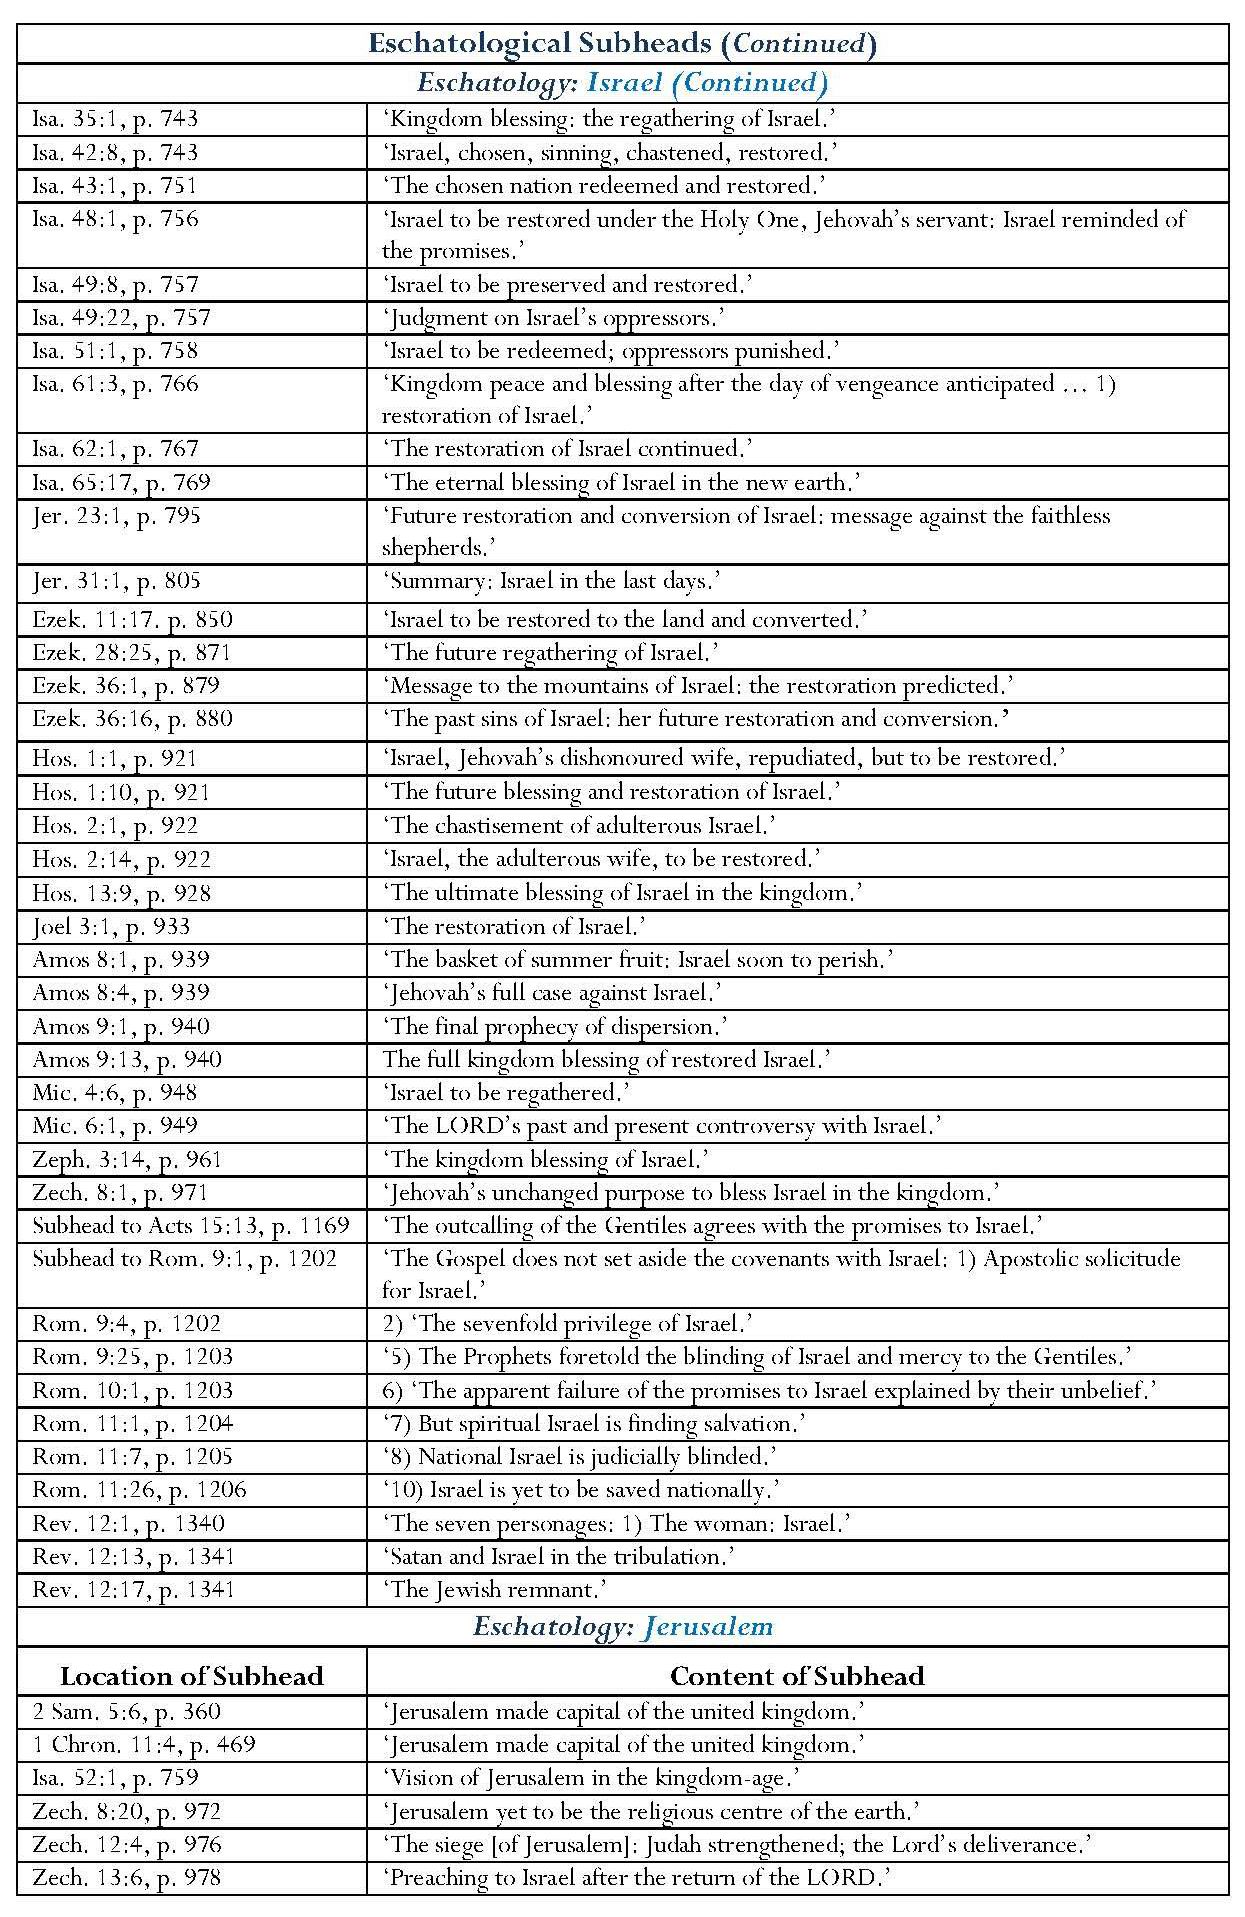 Eschatological Subheads (Continued)
Eschatology: Israel (Continued)
Isa. 35:1, p. 743 ‘Kingdom blessing: the regathering of Israel.’
Isa. 42:8, p. 743 ‘Israel, chosen, sinning, chastened, restored.’
Isa. 43:1, p. 751 ‘The chosen nation redeemed and restored.’
Isa. 48:1, p. 756 ‘Israel to be restored under the Holy One, Jehovah’s servant: Israel reminded of
the promises.’
Isa. 49:8, p. 757 ‘Israel to be preserved and restored.’
Isa. 49:22, p. 757 ‘Judgment on Israel’s oppressors.’
Isa. 51:1, p. 758 ‘Israel to be redeemed; oppressors punished.’
Isa. 61:3, p. 766 ‘Kingdom peace and blessing after the day of vengeance anticipated … 1)
restoration of Israel.’
Isa. 62:1, p. 767 ‘The restoration of Israel continued.’
Isa. 65:17, p. 769 ‘The eternal blessing of Israel in the new earth.’
Jer. 23:1, p. 795 ‘Future restoration and conversion of Israel: message against the faithless
shepherds.’
Jer. 31:1, p. 805 ‘Summary: Israel in the last days.’
Ezek. 11:17. p. 850 ‘Israel to be restored to the land and converted.’
Ezek. 28:25, p. 871 ‘The future regathering of Israel.’
Ezek. 36:1, p. 879 ‘Message to the mountains of Israel: the restoration predicted.’
Ezek. 36:16, p. 880 ‘The past sins of Israel: her future restoration and conversion.’
Hos. 1:1, p. 921 ‘Israel, Jehovah’s dishonoured wife, repudiated, but to be restored.’
Hos. 1:10, p. 921 ‘The future blessing and restoration of Israel.’
Hos. 2:1, p. 922 ‘The chastisement of adulterous Israel.’
Hos. 2:14, p. 922 ‘Israel, the adulterous wife, to be restored.’
Hos. 13:9, p. 928 ‘The ultimate blessing of Israel in the kingdom.’
Joel 3:1, p. 933 ‘The restoration of Israel.’
Amos 8:1, p. 939 ‘The basket of summer fruit: Israel soon to perish.’
Amos 8:4, p. 939 ‘Jehovah’s full case against Israel.’
Amos 9:1, p. 940 ‘The final prophecy of dispersion.’
Amos 9:13, p. 940 The full kingdom blessing of restored Israel.’
Mic. 4:6, p. 948 ‘Israel to be regathered.’
Mic. 6:1, p. 949 ‘The LORD’s past and present controversy with Israel.’
Zeph. 3:14, p. 961 ‘The kingdom blessing of Israel.’
Zech. 8:1, p. 971 ‘Jehovah’s unchanged purpose to bless Israel in the kingdom.’
Subhead to Acts 15:13, p. 1169 ‘The outcalling of the Gentiles agrees with the promises to Israel.’
Subhead to Rom. 9:1, p. 1202 ‘The Gospel does not set aside the covenants with Israel: 1) Apostolic solicitude
for Israel.’
Rom. 9:4, p. 1202 2) ‘The sevenfold privilege of Israel.’
Rom. 9:25, p. 1203 ‘5) The Prophets foretold the blinding of Israel and mercy to the Gentiles.’
Rom. 10:1, p. 1203 6) ‘The apparent failure of the promises to Israel explained by their unbelief.’
Rom. 11:1, p. 1204 ‘7) But spiritual Israel is finding salvation.’
Rom. 11:7, p. 1205 ‘8) National Israel is judicially blinded.’
Rom. 11:26, p. 1206 ‘10) Israel is yet to be saved nationally.’
Rev. 12:1, p. 1340 ‘The seven personages: 1) The woman: Israel.’
Rev. 12:13, p. 1341 ‘Satan and Israel in the tribulation.’
Rev. 12:17, p. 1341 ‘The Jewish remnant.’
Eschatology: Jerusalem
Location of Subhead Content of Subhead
2 Sam. 5:6, p. 360 ‘Jerusalem made capital of the united kingdom.’
1 Chron. 11:4, p. 469 ‘Jerusalem made capital of the united kingdom.’
Isa. 52:1, p. 759 ‘Vision of Jerusalem in the kingdom-age.’
Zech. 8:20, p. 972 ‘Jerusalem yet to be the religious centre of the earth.’
Zech. 12:4, p. 976 ‘The siege [of Jerusalem]: Judah strengthened; the Lord’s deliverance.’
Zech. 13:6, p. 978 ‘Preaching to Israel after the return of the LORD.’